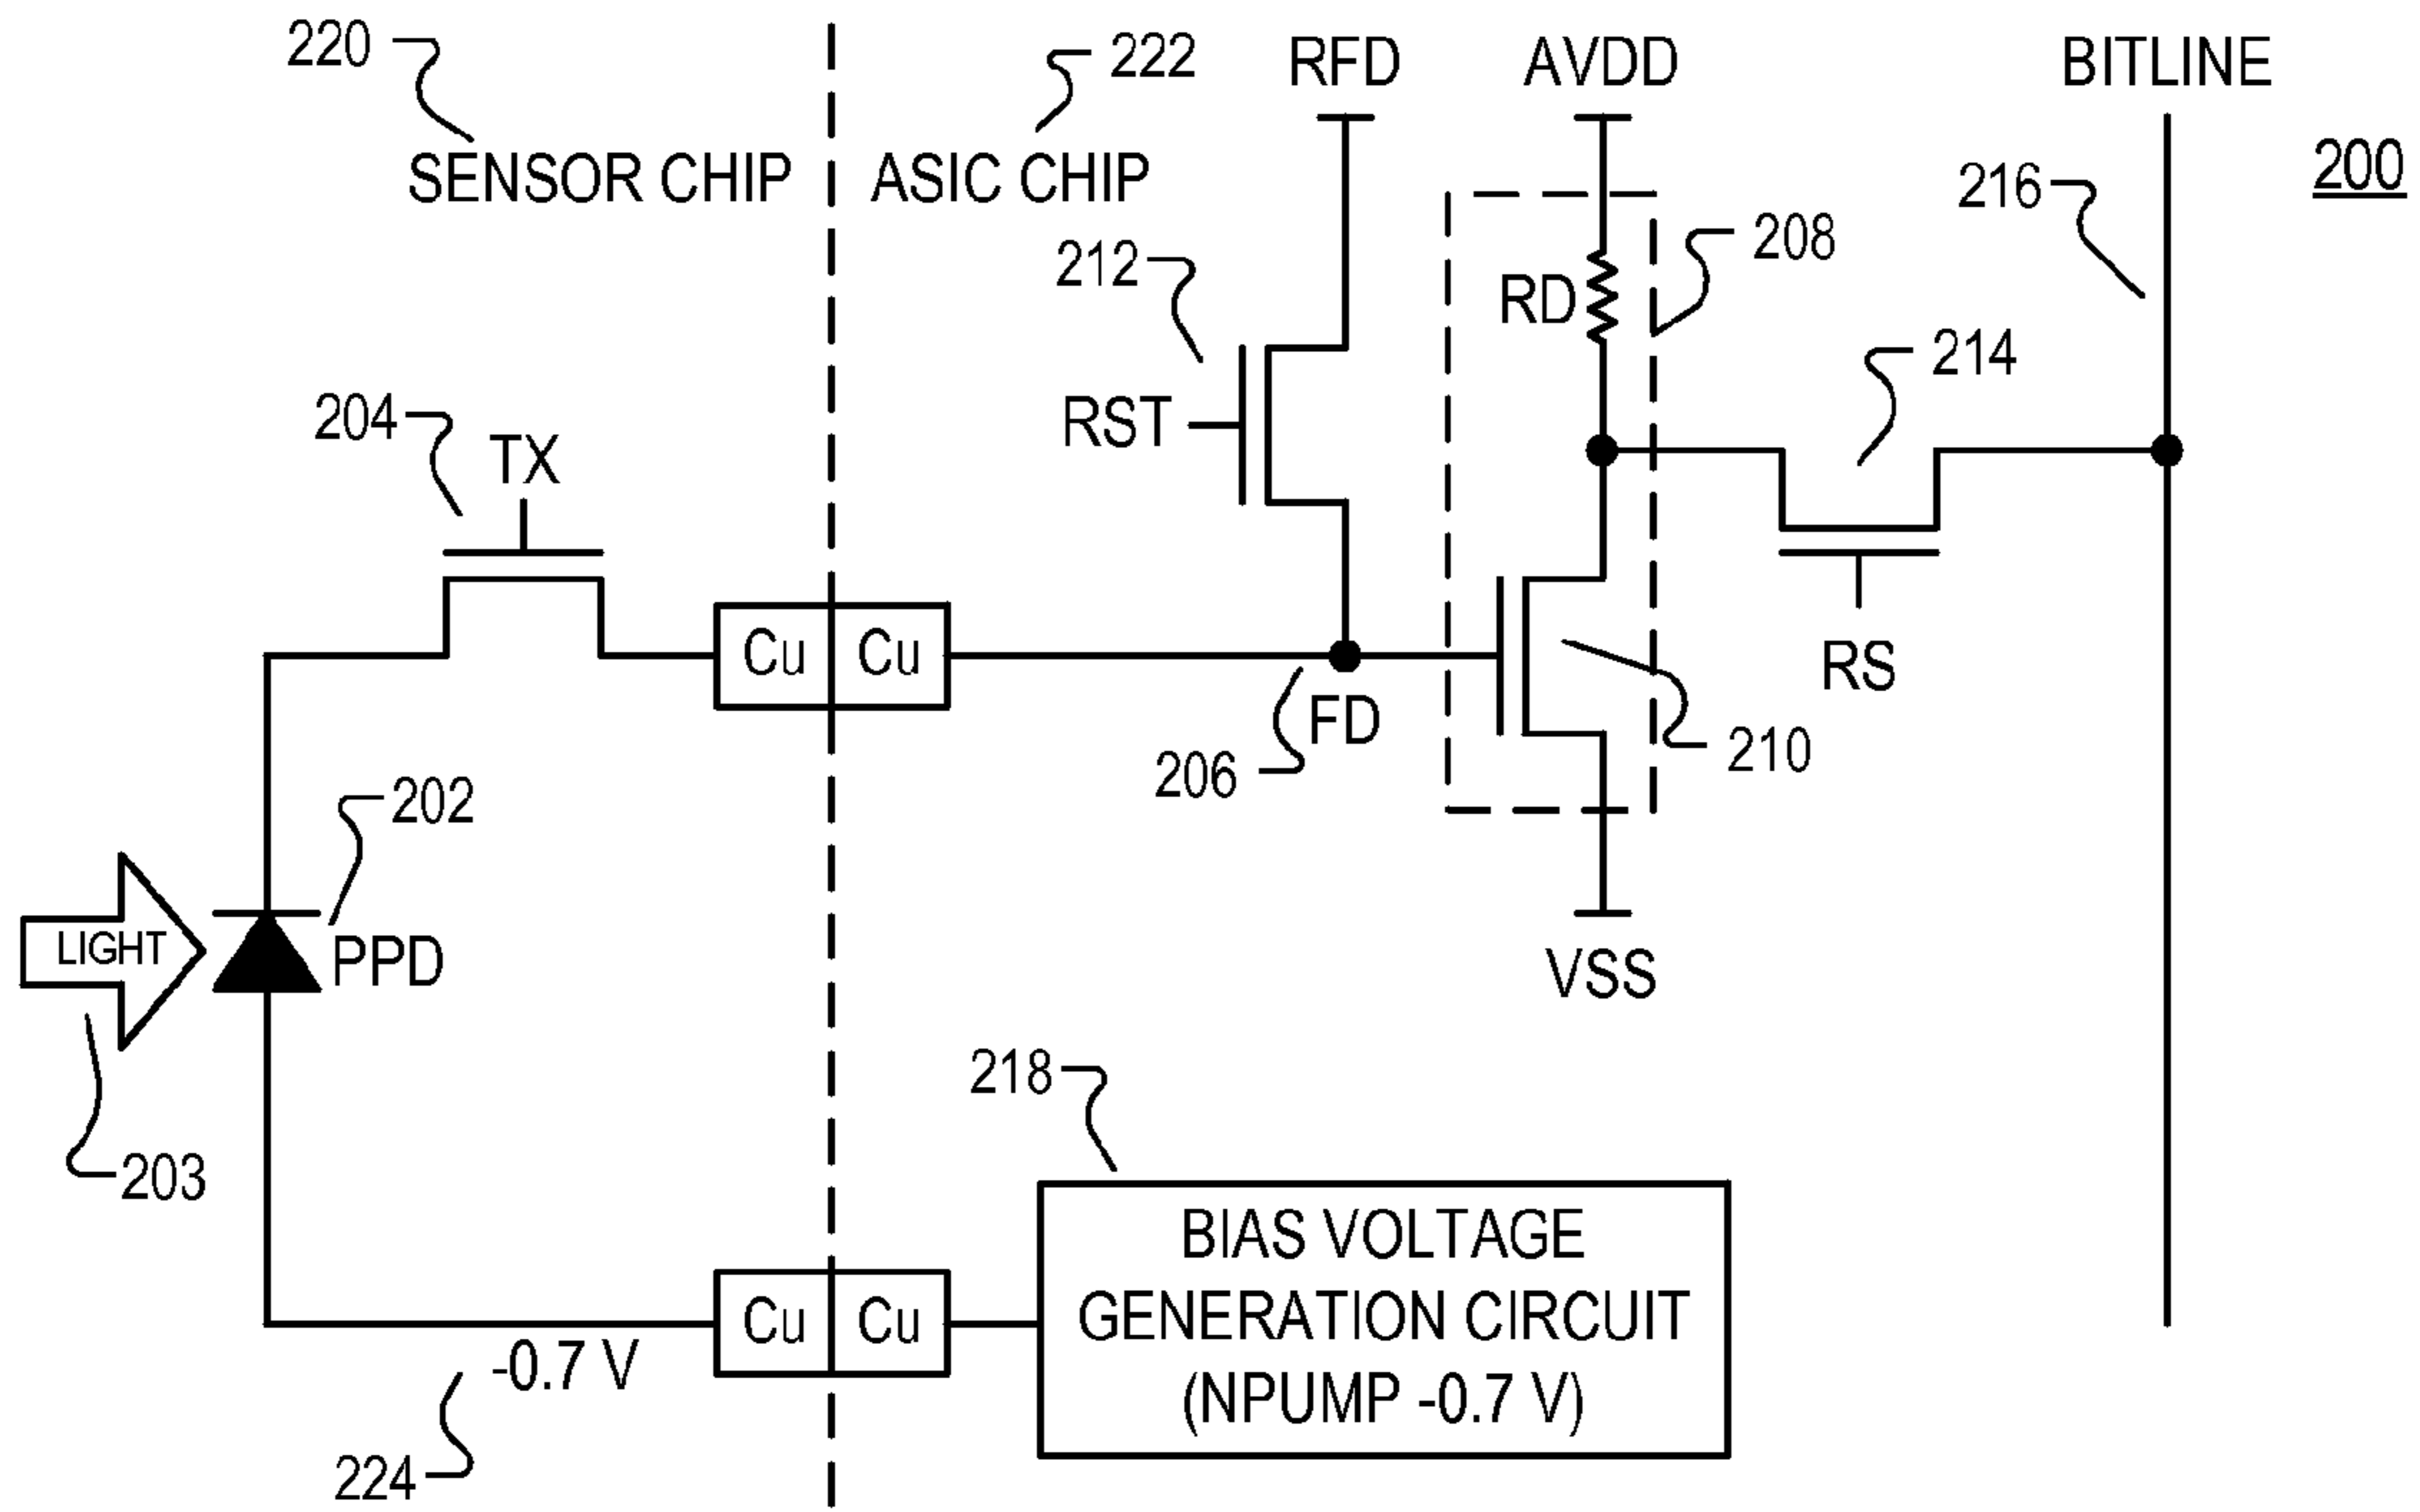 220
222
RFD
AVDD
BITLINE
200
SENSOR CHIP
ASIC CHIP
216
208
212
RD
214
204
TX
RST
Cu
Cu
RS
FD
210
206
202
LIGHT
PPD
VSS
218
203
BIAS VOLTAGE
GENERATION CIRCUIT
(NPUMP -0.7 V)
Cu
Cu
-0.7 V
224